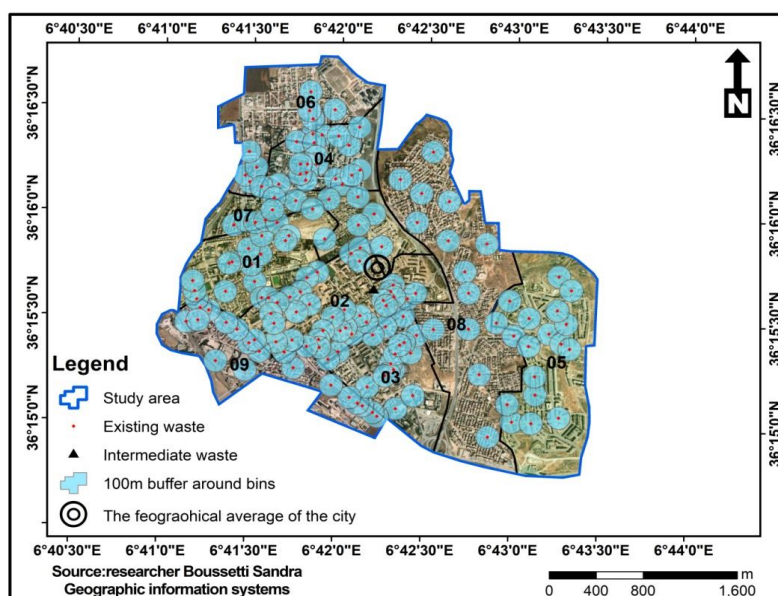 6°40'30"E 6°41'0"E 6°41'30"E 6°42'0"E 6°42'30"E 6°43'0"E 6°43'30"E 6°44'0"E
N
36°16'30"N 36°16'30"N
06
04
36°16'0"N 36°16'0"N
07
01
02
36°15'30"N 36°15'30"N
08
05
03
09
36°15'0"N 36°15'0"N
Legend
Study area
Existing waste
Intermediate waste
100m buffer around bins
The feograohical average of the city
6°40'30"E 6°41'0"E 6°41'30"E 6°42'0"E 6°42'30"E 6°43'0"E 6°43'30"E 6°44'0"E
Source:researcher Boussetti Sandra
Geographic information systems
m
0 400 800 1,600